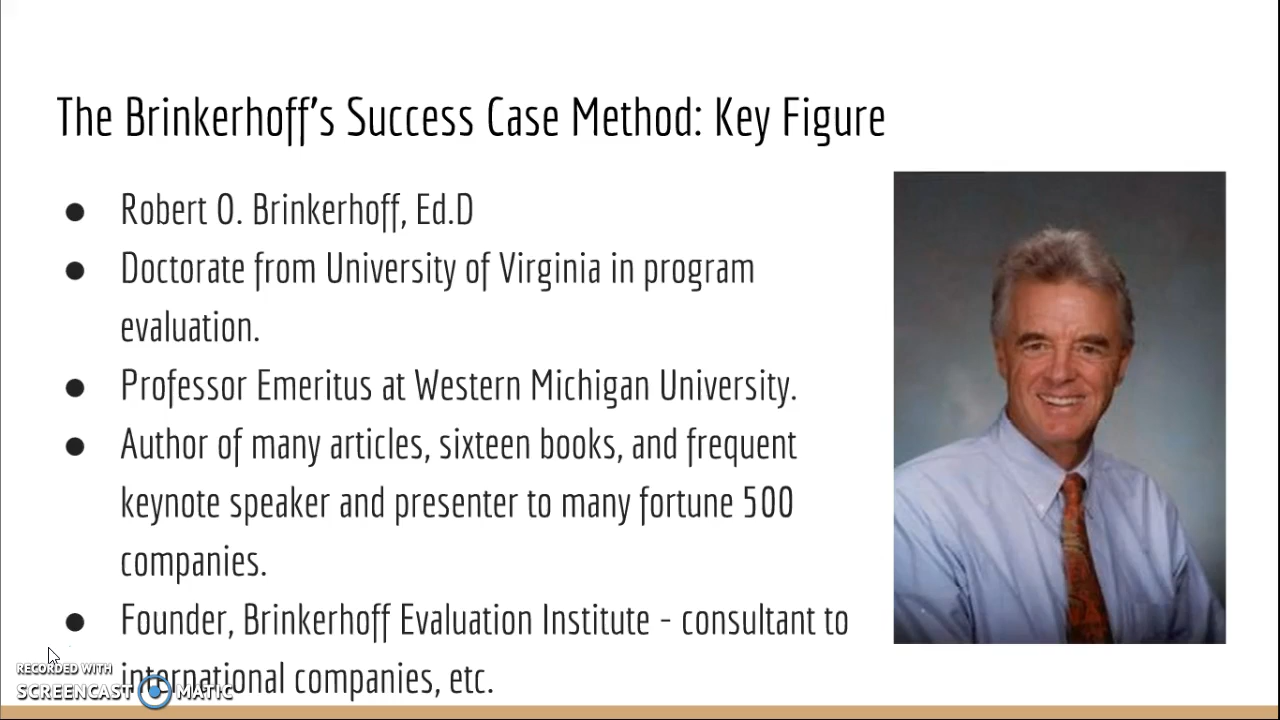 The Brinkerhoff's Success Case Method: Key Figure
● Robert O. Brinkerhoff, Ed.D
● Doctorate from University of Virginia in program
evaluation.
● Professor Emeritus at Western Michigan University.
● Author of many articles, sixteen books, and frequent
keynote speaker and presenter to many fortune 500
companies.
● Founder, Brinkerhoff Evaluation Institute - consultant to
international companies, etc.
RECORDED WITH
SCREENCAST MATIC